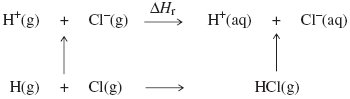 ΔHr
H⁺(g) + Cl⁻(g) → H⁺(aq) + Cl⁻(aq)
H(g) + Cl(g) → HCl(g)